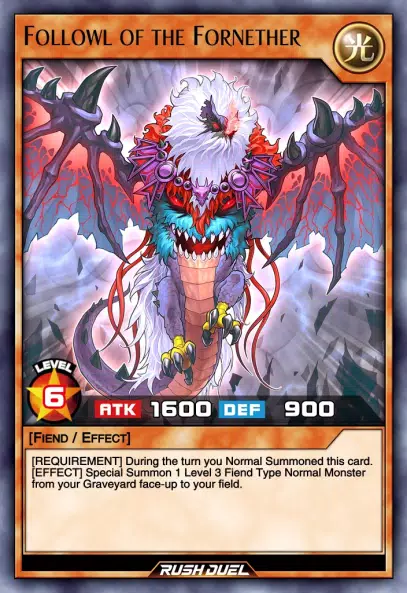 Followl of the Fornether
光
LEVEL
6
ATK 1600 DEF 900
[Fiend / Effect]
[REQUIREMENT] During the turn you Normal Summoned this card.
[EFFECT] Special Summon 1 Level 3 Fiend Type Normal Monster
from your Graveyard face-up to your field.
RUSH DUEL